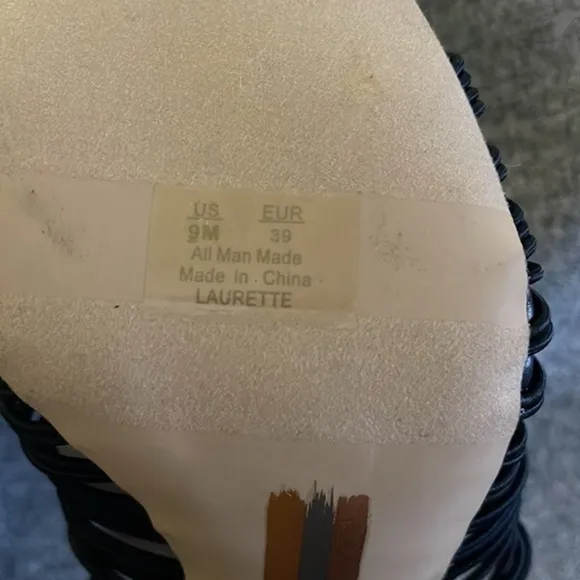 US EUR
9M 39
All Man Made
Made in . China .
LAURETTE